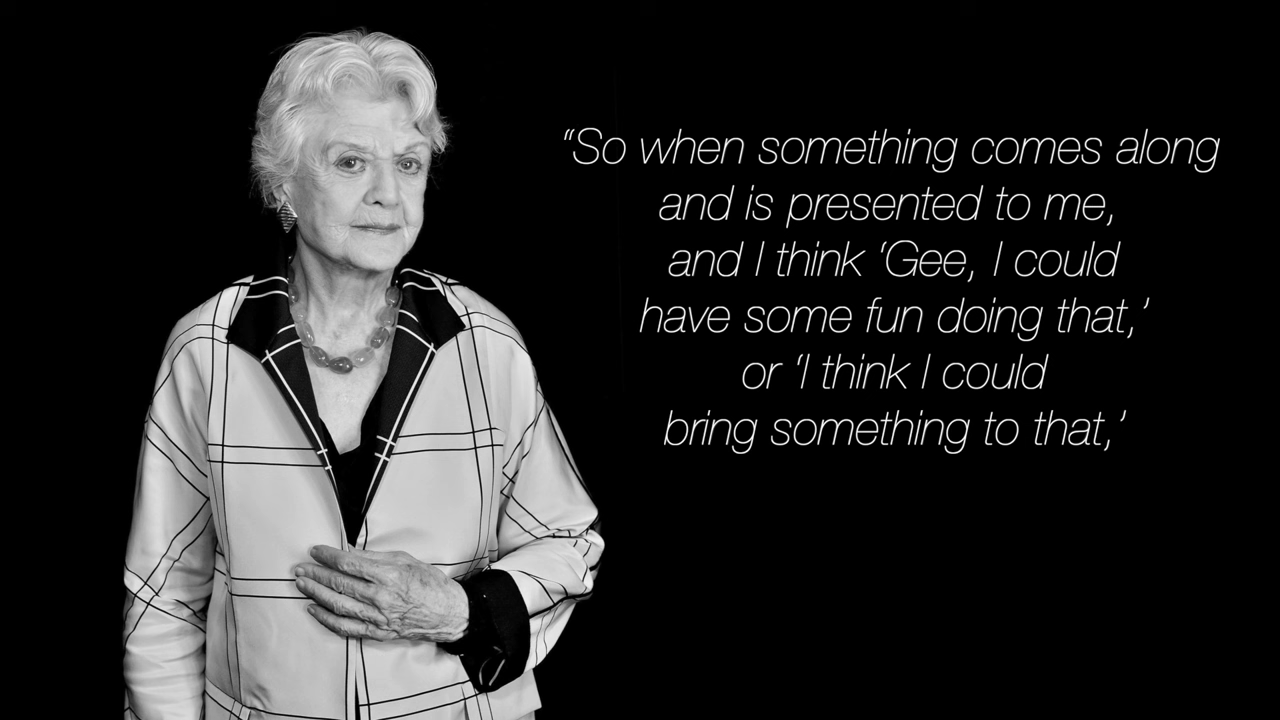 “So when something comes along
and is presented to me,
and I think ‘Gee, I could
have some fun doing that,’
or ‘I think I could
bring something to that,’